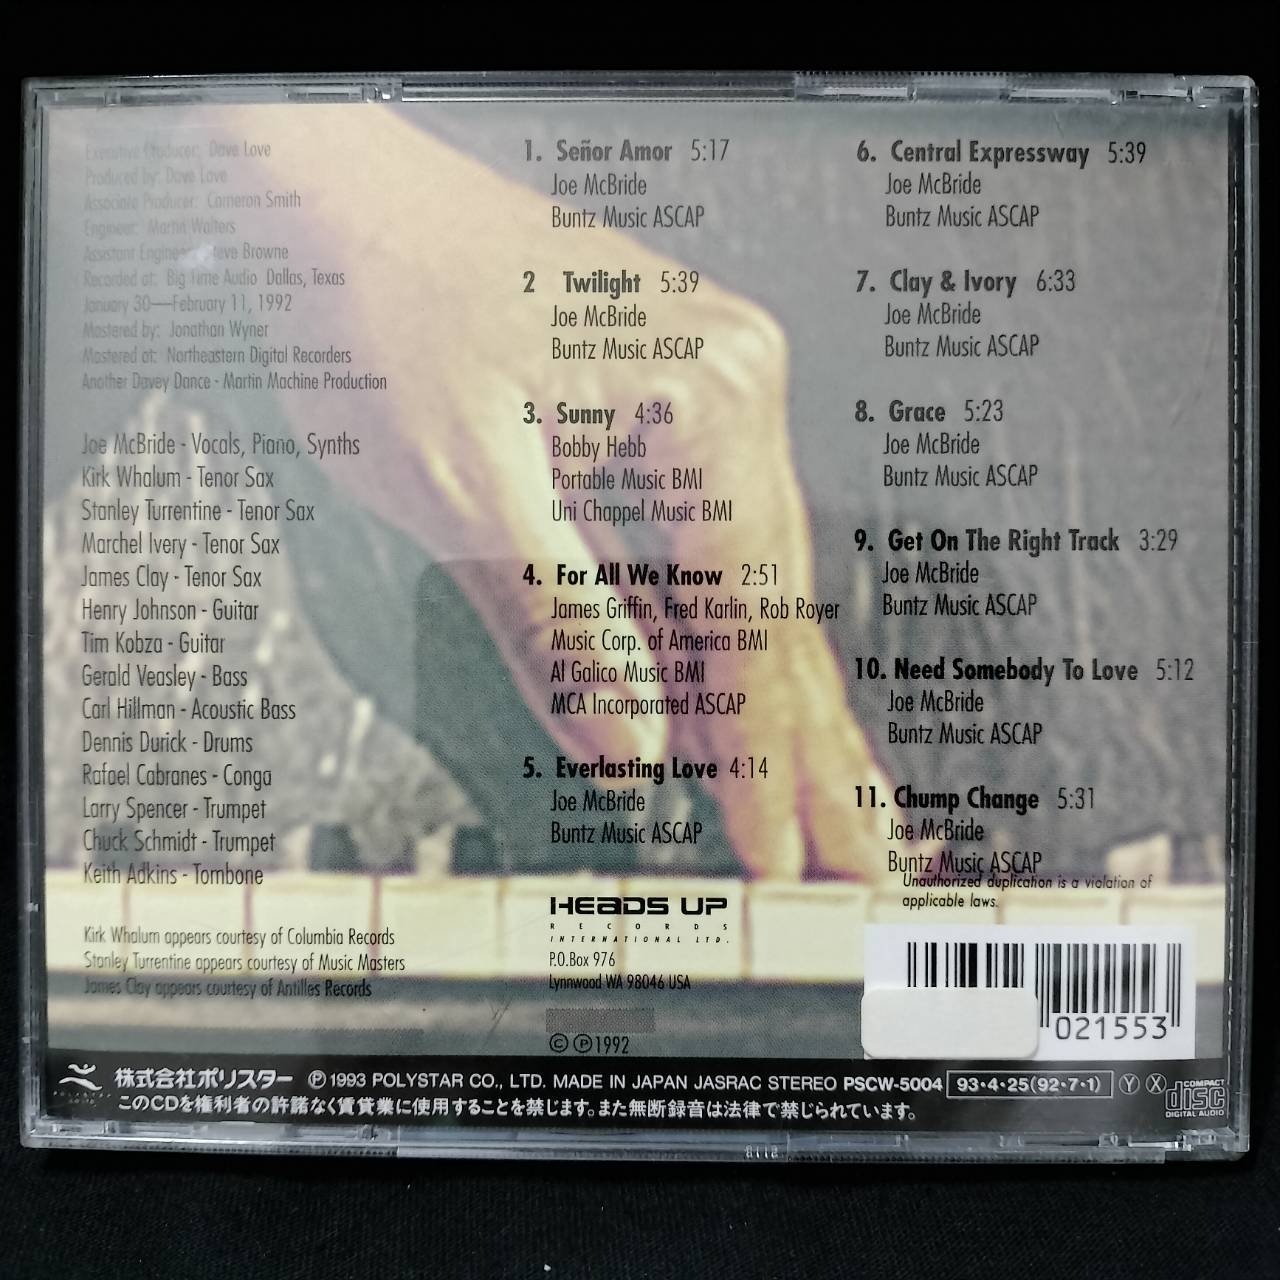 Executive Producer: Dave Love
Produced by: Dave Love
Associate Producer: Cameron Smith
Engineer: Martin Walters
Assistant Engineer: Steve Browne
Recorded at: Big Time Audio Dallas, Texas
January 30—February 11, 1992
Mastered by: Jonathan Wyner
Mastered at: Northeastern Digital Recorders
Another Davey Dance - Martin Machine Production
Joe McBride - Vocals, Piano, Synths
Kirk Whalum - Tenor Sax
Stanley Turrentine - Tenor Sax
Marchel Ivery - Tenor Sax
James Clay - Tenor Sax
Henry Johnson - Guitar
Tim Kobza - Guitar
Gerald Veasley - Bass
Carl Hillman - Acoustic Bass
Dennis Durick - Drums
Rafael Cabranes - Conga
Larry Spencer - Trumpet
Chuck Schmidt - Trumpet
Keith Adkins - Tombone
Kirk Whalum appears courtesy of Columbia Records
Stanley Turrentine appears courtesy of Music Masters
James Clay appears courtesy of Antilles Records
1. Señor Amor 5:17
Joe McBride
Buntz Music ASCAP
2 Twilight 5:39
Joe McBride
Buntz Music ASCAP
3. Sunny 4:36
Bobby Hebb
Portable Music BMI
Uni Chappel Music BMI
4. For All We Know 2:51
James Griffin, Fred Karlin, Rob Royer
Music Corp. of America BMI
Al Galico Music BMI
MCA Incorporated ASCAP
5. Everlasting Love 4:14
Joe McBride
Buntz Music ASCAP
HEADS UP
RECORDS
INTERNATIONAL LTD.
P.O.Box 976
Lynnwood WA 98046 USA
©℗1992
6. Central Expressway 5:39
Joe McBride
Buntz Music ASCAP
7. Clay & Ivory 6:33
Joe McBride
Buntz Music ASCAP
8. Grace 5:23
Joe McBride
Buntz Music ASCAP
9. Get On The Right Track 3:29
Joe McBride
Buntz Music ASCAP
10. Need Somebody To Love 5:12
Joe McBride
Buntz Music ASCAP
11. Chump Change 5:31
Joe McBride
Buntz Music ASCAP
Unauthorized duplication is a violation of
applicable laws.
021553
株式会社ポリスター ℗1993 POLYSTAR CO., LTD. MADE IN JAPAN JASRAC STEREO PSCW-5004 93・4・25(92・7・1) Ⓨ Ⓧ
COMPACT
disc
DIGITAL AUDIO
このCDを権利者の許諾なく賃貸業に使用することを禁じます。また無断録音は法律で禁じられています。